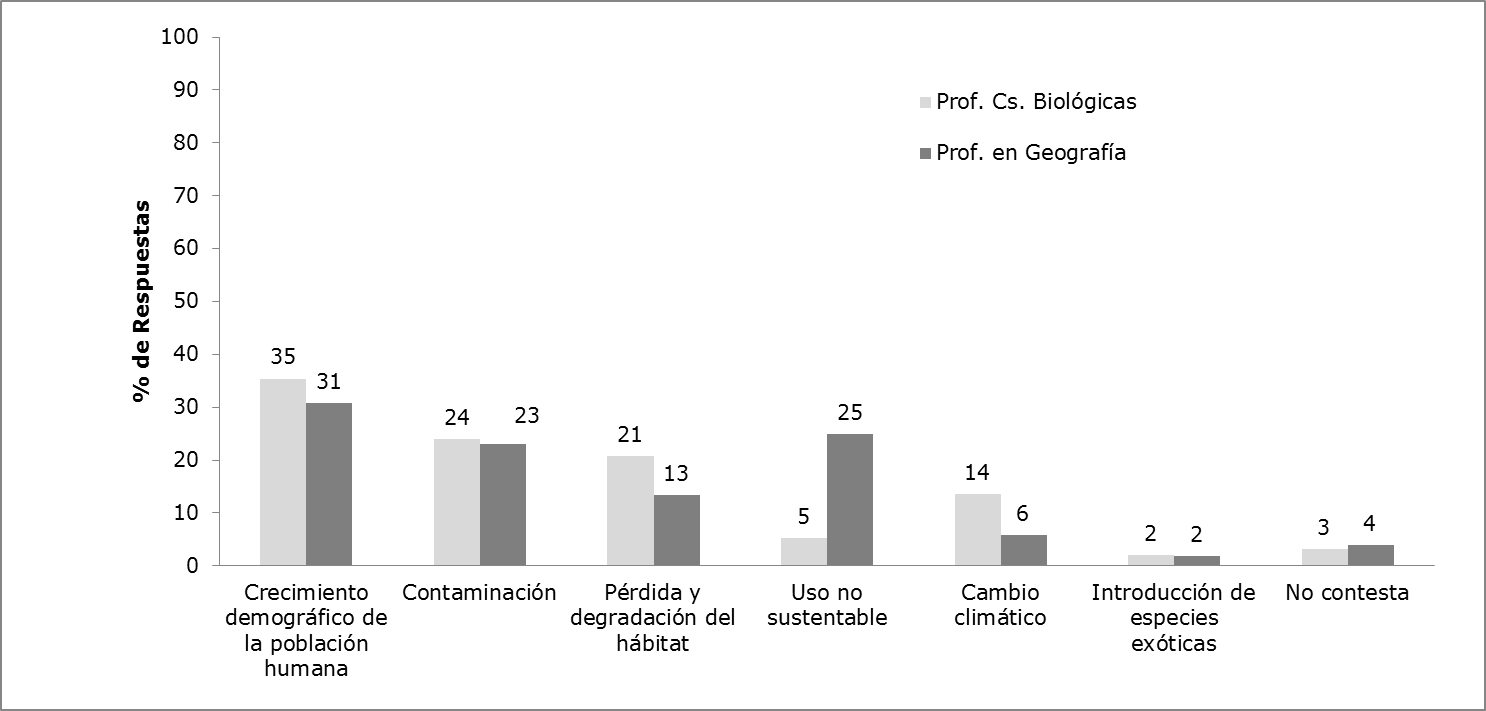 100
90
80
70
60
50
40
30
20
10
0
% de Respuestas
Prof. Cs. Biológicas
Prof. en Geografía
35
31
24
23
21
13
5
25
14
6
2
2
3
4
Crecimiento
demográfico de
la población
humana
Contaminación
Pérdida y
degradación del
hábitat
Uso no
sustentable
Cambio
climático
Introducción de
especies
exóticas
No contesta